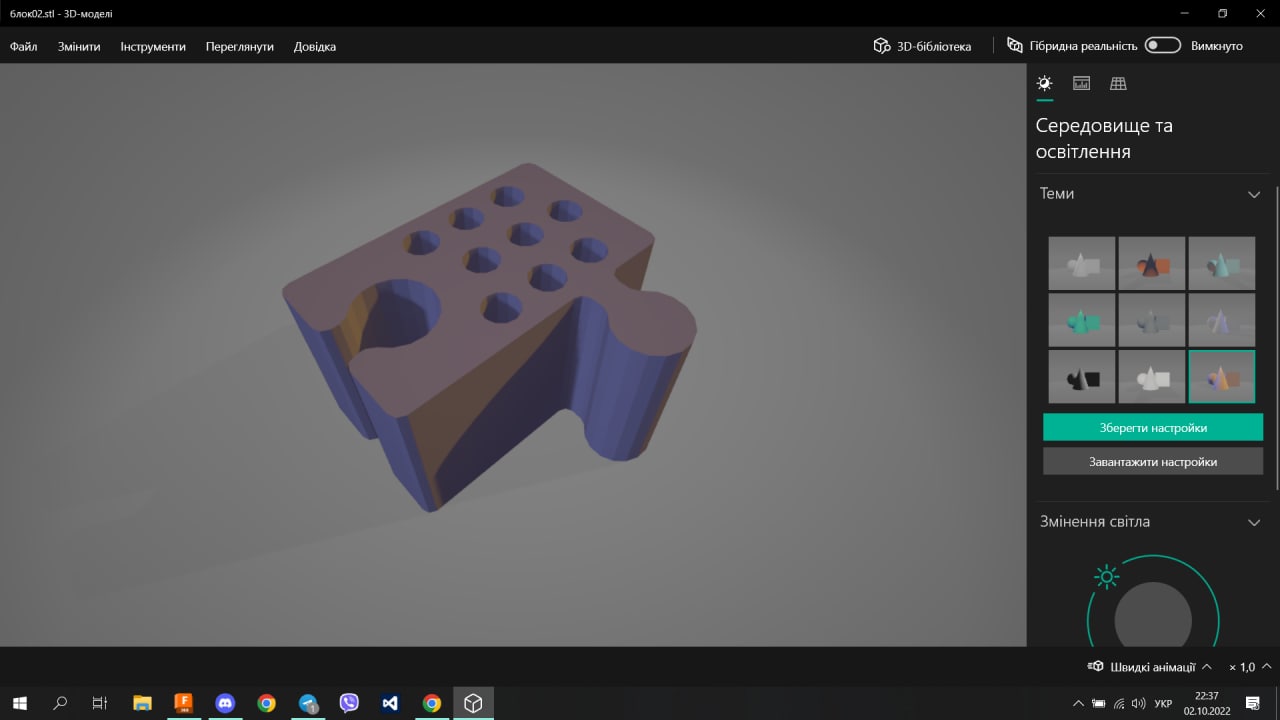 блок02.stl - 3D-моделі
Файл Змінити Інструменти Переглянути Довідка 3D-бібліотека Гібридна реальність Вимкнуто
Середовище та
освітлення
Теми
Зберегти настройки
Завантажити настройки
Змінення світла
Швидкі анімації × 1,0
F
1
УКР
22:37
02.10.2022